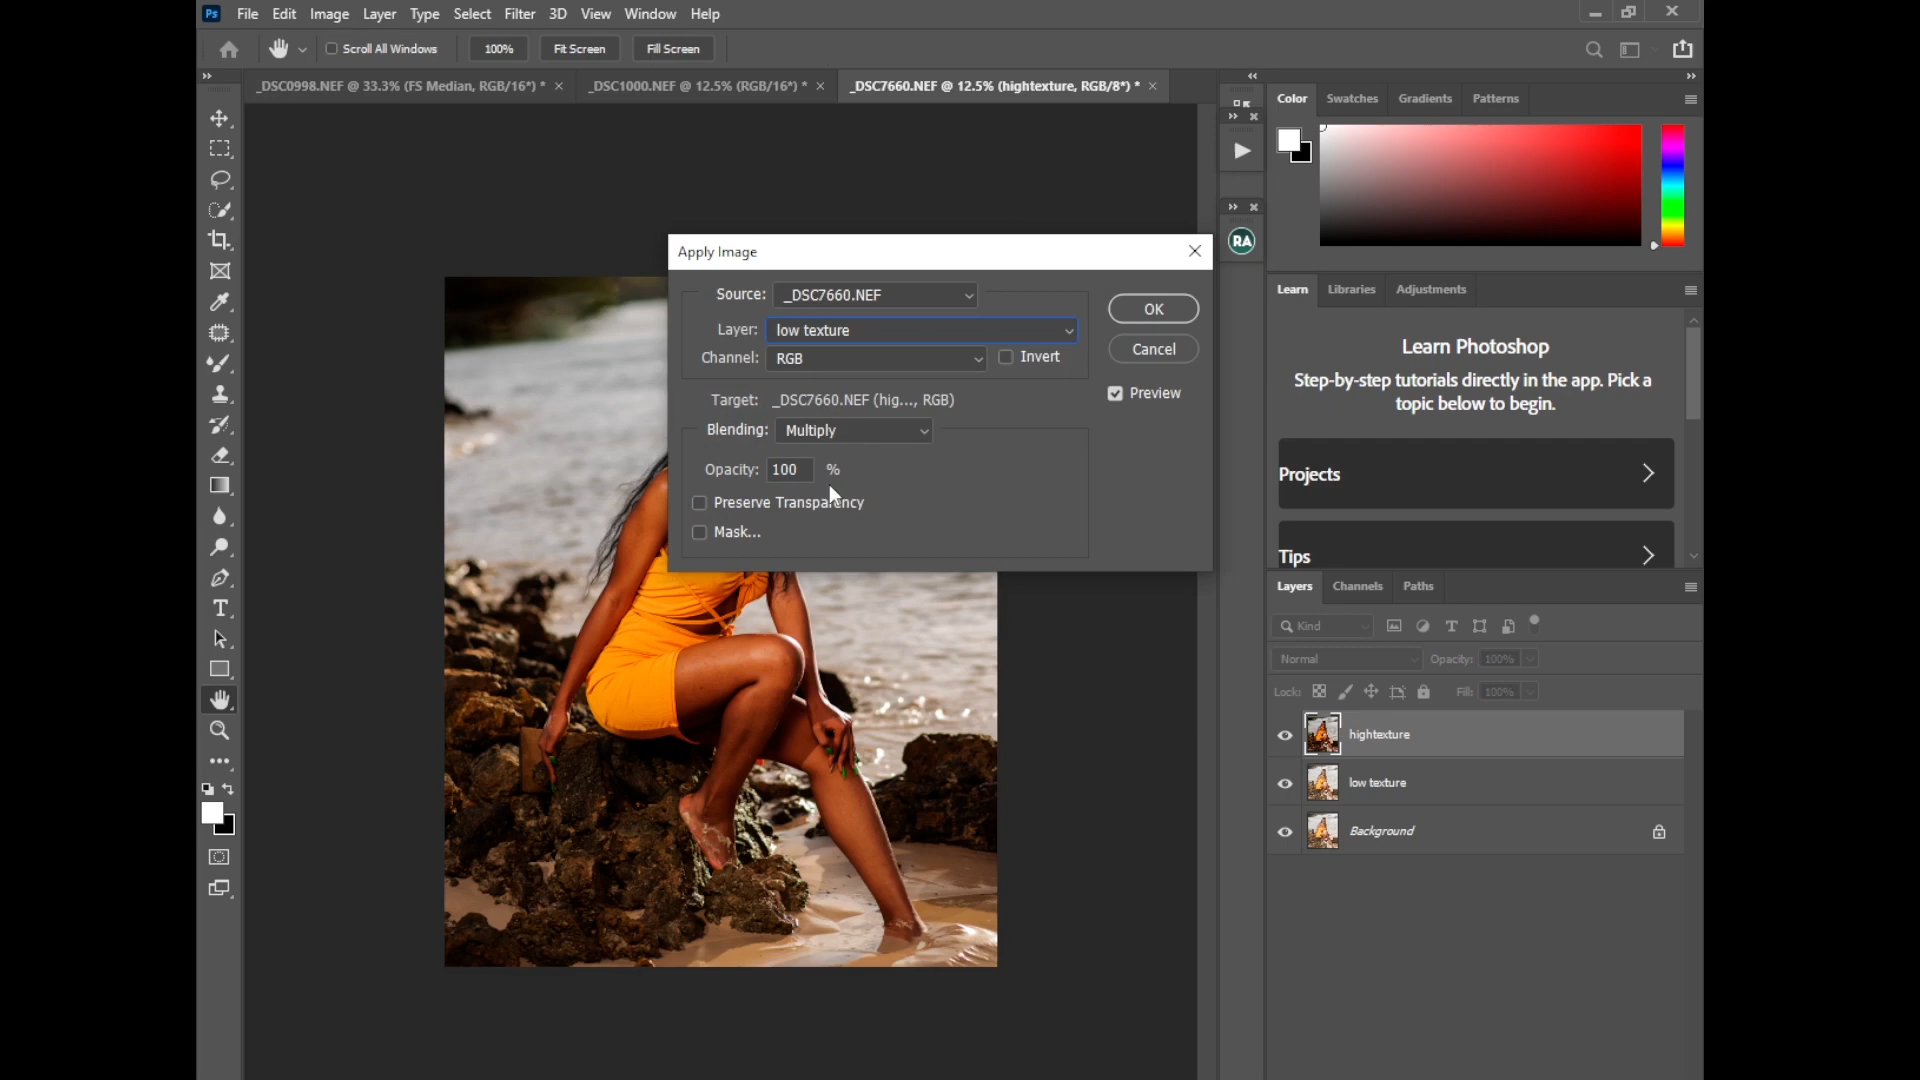 Ps File Edit Image Layer Type Select Filter 3D View Window Help
Scroll All Windows 100% Fit Screen Fill Screen
_DSC0998.NEF @ 33.3% (FS Median, RGB/16*) * _DSC1000.NEF @ 12.5% (RGB/16*) * _DSC7660.NEF @ 12.5% (hightexture, RGB/8*) *
Color Swatches Gradients Patterns
RA
Apply Image
Source: _DSC7660.NEF
Layer: low texture
Channel: RGB Invert
Target: _DSC7660.NEF (hig..., RGB)
Blending: Multiply
Opacity: 100 %
Preserve Transparency
Mask...
OK
Cancel
Preview
Learn Libraries Adjustments
Learn Photoshop
Step-by-step tutorials directly in the app. Pick a
topic below to begin.
Projects
Tips
Layers Channels Paths
Kind
Normal Opacity: 100%
Lock: Fill: 100%
hightexture
low texture
Background